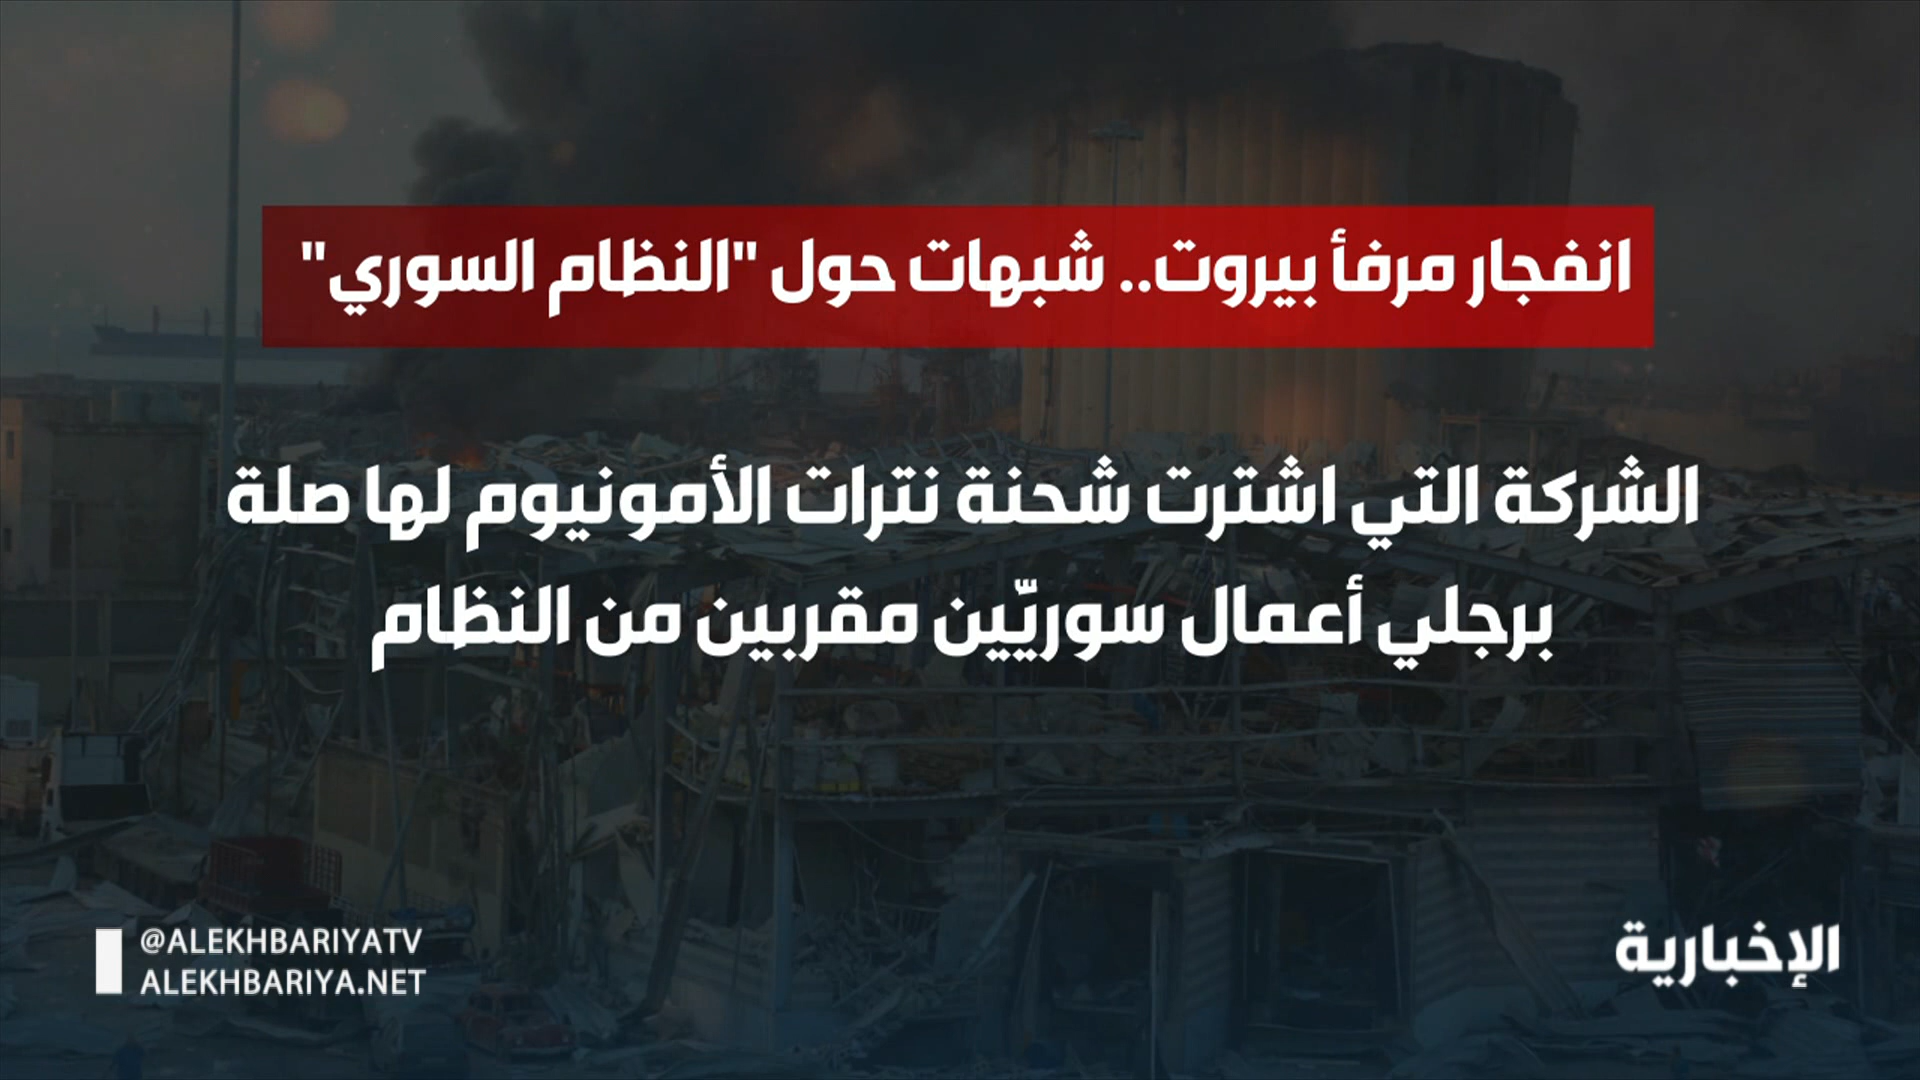 انفجار مرفأ بيروت.. شبهات حول "النظام السوري"
الشركة التي اشترت شحنة نترات الأمونيوم لها صلة
برجلي أعمال سوريّين مقربين من النظام
الإخبارية
@ALEKHBARIYATV
ALEKHBARIYA.NET